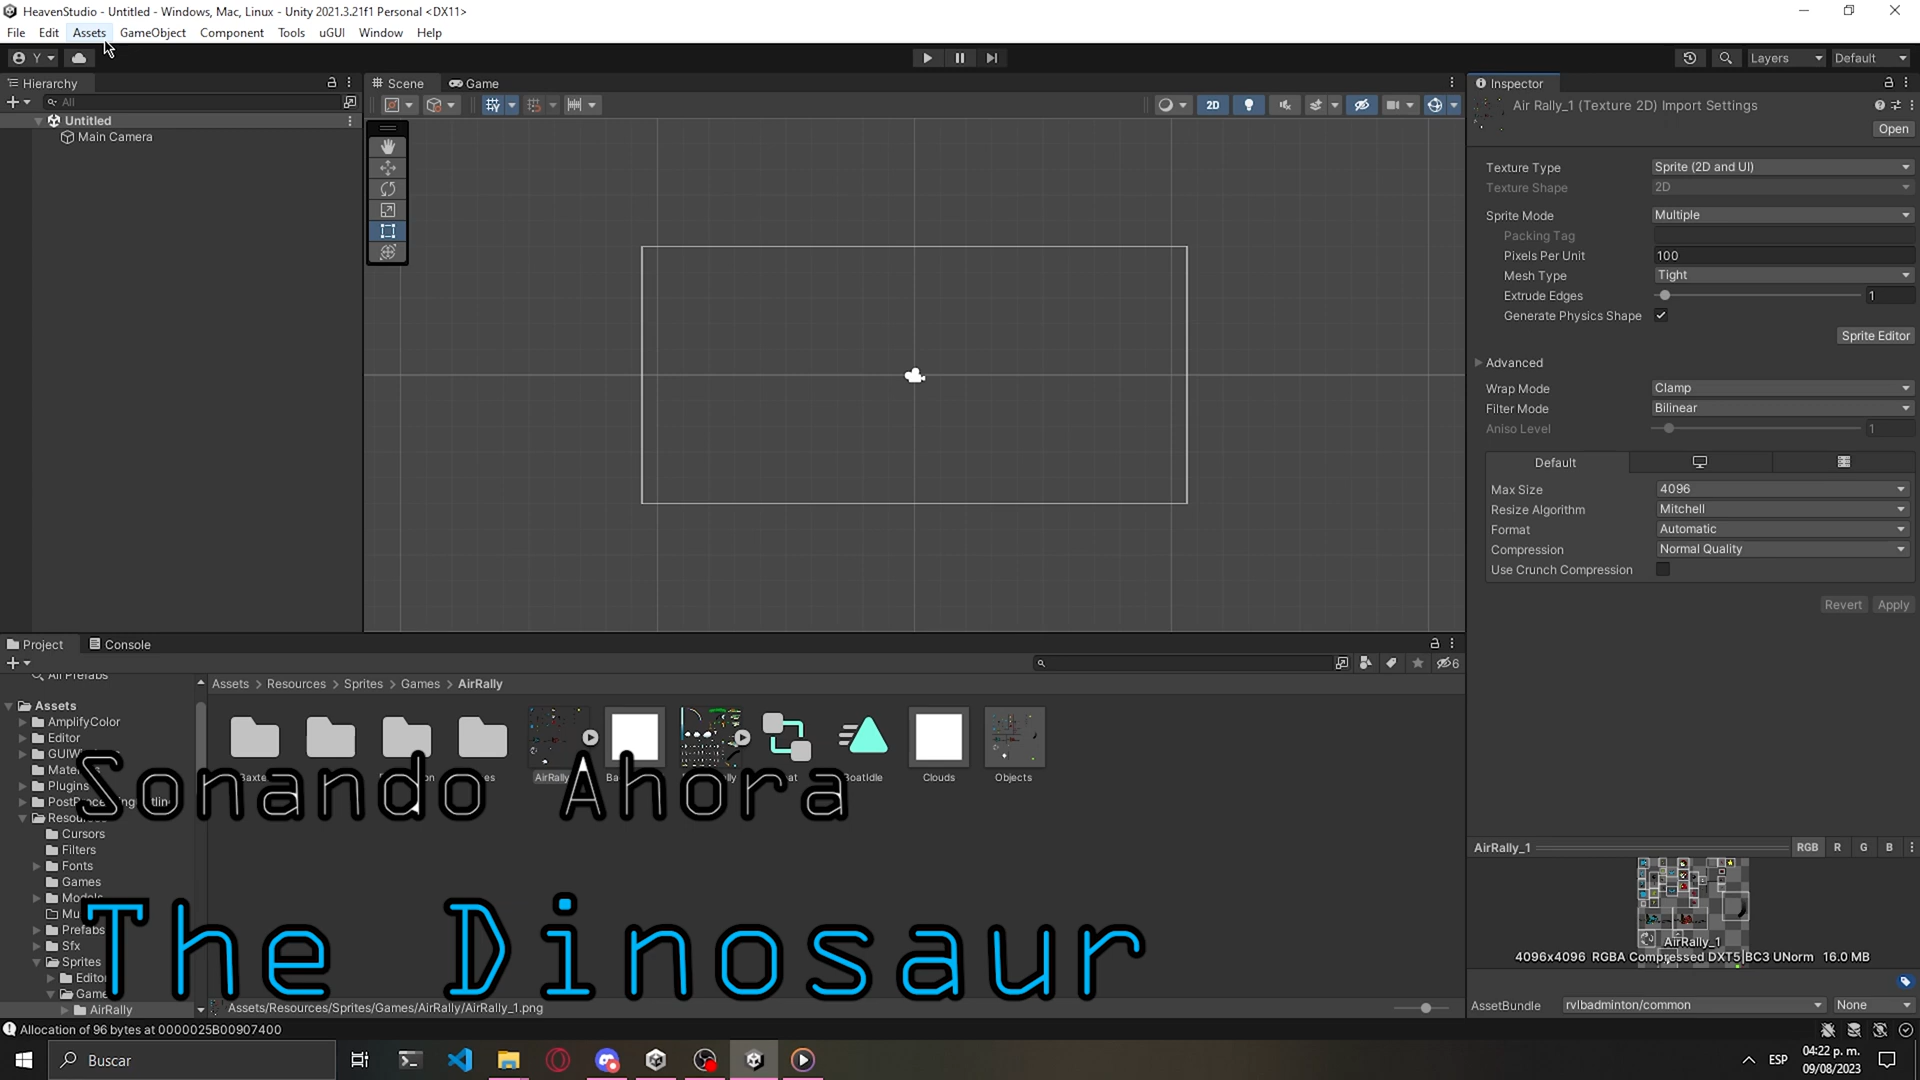 HeavenStudio - Untitled - Windows, Mac, Linux - Unity 2021.3.21f1 Personal <DX11>
File Edit Assets GameObject Component Tools uGUI Window Help
Y Layers Default
Hierarchy
All
Untitled
Main Camera
Scene Game
2D
Inspector
Air Rally_1 (Texture 2D) Import Settings
Open
Texture Type Sprite (2D and UI)
Texture Shape 2D
Sprite Mode Multiple
Packing Tag
Pixels Per Unit 100
Mesh Type Tight
Extrude Edges 1
Generate Physics Shape
Sprite Editor
Advanced
Wrap Mode Clamp
Filter Mode Bilinear
Aniso Level 1
Default
Max Size 4096
Resize Algorithm Mitchell
Format Automatic
Compression Normal Quality
Use Crunch Compression
Revert Apply
Project Console
6
All Prefabs
Assets
AmplifyColor
Editor
Plugins
Cursors
Filters
Fonts
Games
Prefabs
Sfx
Sprites
AirRally
Assets > Resources > Sprites > Games > AirRally
BoatIdle Clouds Objects
Sonando Ahora
The Dinosaur
Assets/Resources/Sprites/Games/AirRally/AirRally_1.png
AirRally_1 RGB R G B
AirRally_1
4096x4096 RGBA Compressed DXT5|BC3 UNorm 16.0 MB
AssetBundle rvlbadminton/common None
Allocation of 96 bytes at 0000025B00907400
Buscar
ESP
04:22 p. m.
09/08/2023